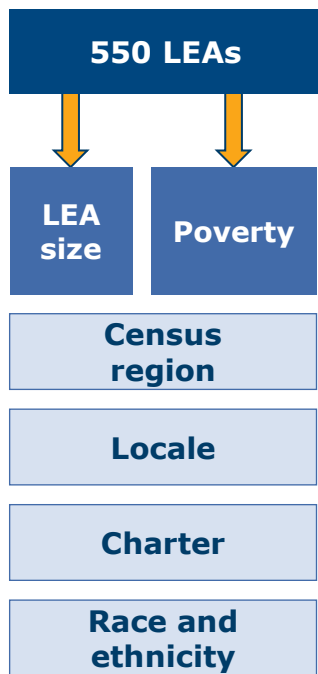 550 LEAs
LEA
size
Poverty
Census
region
Locale
Charter
Race and
ethnicity